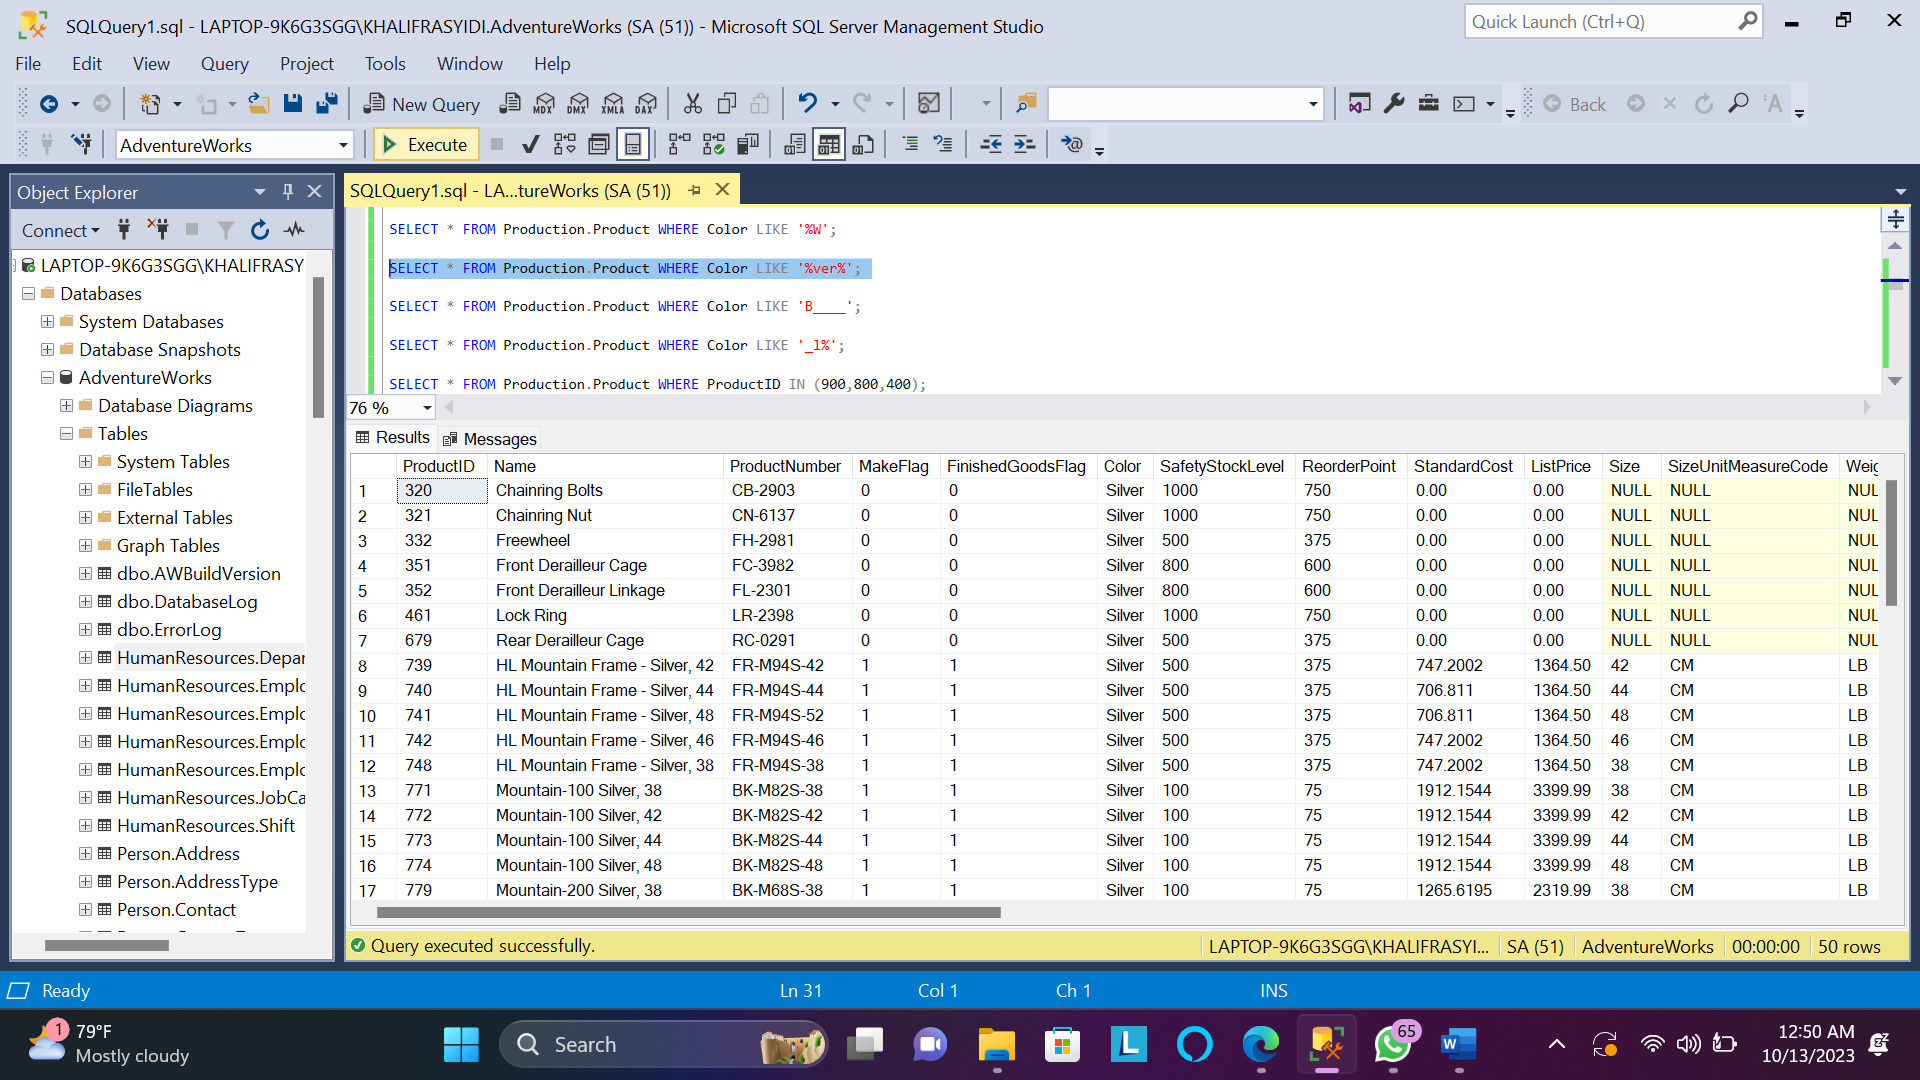 SQLQuery1.sql - LAPTOP-9K6G3SGG\KHALIFRASYIDI.AdventureWorks (SA (51)) - Microsoft SQL Server Management Studio
Quick Launch (Ctrl+Q)
File Edit View Query Project Tools Window Help
New Query MDX DMX XMLA DAX Back
AdventureWorks Execute
Object Explorer
Connect
LAPTOP-9K6G3SGG\KHALIFRASY
Databases
System Databases
Database Snapshots
AdventureWorks
Database Diagrams
Tables
System Tables
FileTables
External Tables
Graph Tables
dbo.AWBuildVersion
dbo.DatabaseLog
dbo.ErrorLog
HumanResources.Depar
HumanResources.Emplo
HumanResources.Emplo
HumanResources.Emplo
HumanResources.Emplo
HumanResources.JobCa
HumanResources.Shift
Person.Address
Person.AddressType
Person.Contact
SQLQuery1.sql - LA...tureWorks (SA (51))
SELECT * FROM Production.Product WHERE Color LIKE '%W';
SELECT * FROM Production.Product WHERE Color LIKE '%ver%';
SELECT * FROM Production.Product WHERE Color LIKE 'B____';
SELECT * FROM Production.Product WHERE Color LIKE '_l%';
SELECT * FROM Production.Product WHERE ProductID IN (900,800,400);
76 %
Results Messages
ProductID Name ProductNumber MakeFlag FinishedGoodsFlag Color SafetyStockLevel ReorderPoint StandardCost ListPrice Size SizeUnitMeasureCode Weig
1 320 Chainring Bolts CB-2903 0 0 Silver 1000 750 0.00 0.00 NULL NULL NUL
2 321 Chainring Nut CN-6137 0 0 Silver 1000 750 0.00 0.00 NULL NULL NUL
3 332 Freewheel FH-2981 0 0 Silver 500 375 0.00 0.00 NULL NULL NUL
4 351 Front Derailleur Cage FC-3982 0 0 Silver 800 600 0.00 0.00 NULL NULL NUL
5 352 Front Derailleur Linkage FL-2301 0 0 Silver 800 600 0.00 0.00 NULL NULL NUL
6 461 Lock Ring LR-2398 0 0 Silver 1000 750 0.00 0.00 NULL NULL NUL
7 679 Rear Derailleur Cage RC-0291 0 0 Silver 500 375 0.00 0.00 NULL NULL NUL
8 739 HL Mountain Frame - Silver, 42 FR-M94S-42 1 1 Silver 500 375 747.2002 1364.50 42 CM LB
9 740 HL Mountain Frame - Silver, 44 FR-M94S-44 1 1 Silver 500 375 706.811 1364.50 44 CM LB
10 741 HL Mountain Frame - Silver, 48 FR-M94S-52 1 1 Silver 500 375 706.811 1364.50 48 CM LB
11 742 HL Mountain Frame - Silver, 46 FR-M94S-46 1 1 Silver 500 375 747.2002 1364.50 46 CM LB
12 748 HL Mountain Frame - Silver, 38 FR-M94S-38 1 1 Silver 500 375 747.2002 1364.50 38 CM LB
13 771 Mountain-100 Silver, 38 BK-M82S-38 1 1 Silver 100 75 1912.1544 3399.99 38 CM LB
14 772 Mountain-100 Silver, 42 BK-M82S-42 1 1 Silver 100 75 1912.1544 3399.99 42 CM LB
15 773 Mountain-100 Silver, 44 BK-M82S-44 1 1 Silver 100 75 1912.1544 3399.99 44 CM LB
16 774 Mountain-100 Silver, 48 BK-M82S-48 1 1 Silver 100 75 1912.1544 3399.99 48 CM LB
17 779 Mountain-200 Silver, 38 BK-M68S-38 1 1 Silver 100 75 1265.6195 2319.99 38 CM LB
Query executed successfully. LAPTOP-9K6G3SGG\KHALIFRASYI... SA (51) AdventureWorks 00:00:00 50 rows
Ready Ln 31 Col 1 Ch 1 INS
1 79°F
Mostly cloudy
Search
L
65
W
12:50 AM
10/13/2023